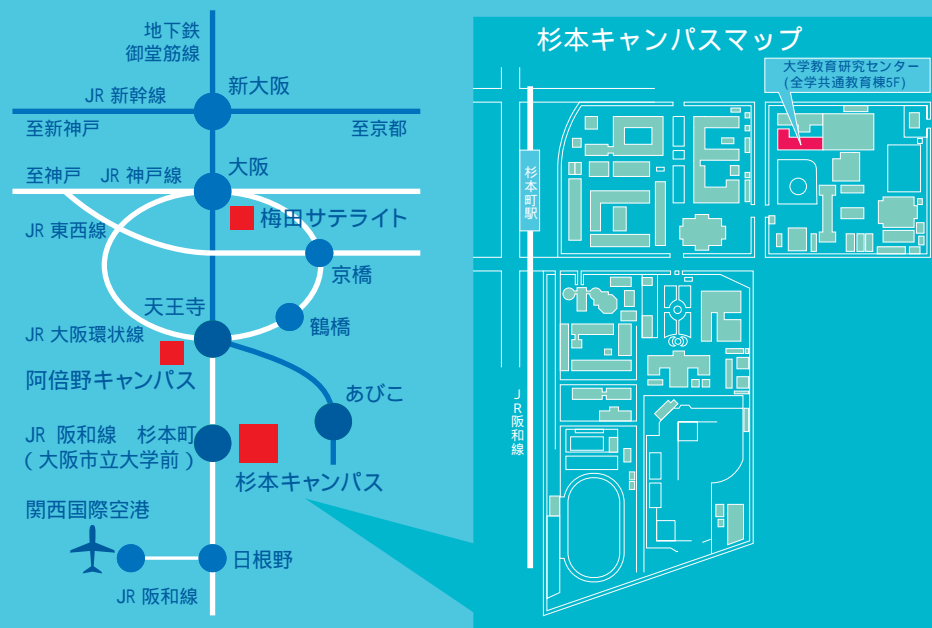 地下鉄
御堂筋線
新大阪
JR 新幹線
至新神戸
至京都
大阪
至神戸 JR 神戸線
梅田サテライト
JR 東西線
京橋
天王寺
鶴橋
JR 大阪環状線
阿倍野キャンパス
あびこ
JR 阪和線 杉本町
( 大阪市立大学前 )
杉本キャンパス
関西国際空港
日根野
JR 阪和線
杉本キャンパスマップ
大学教育研究センター
(全学共通教育棟5F)
杉本町駅
JR阪和線